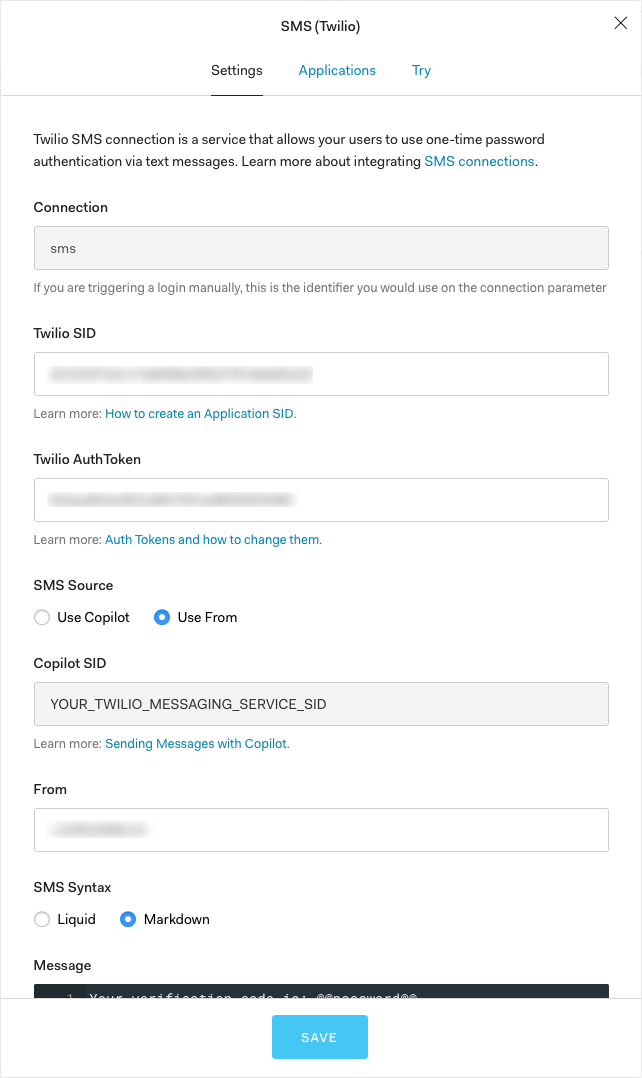 SMS (Twilio)
Settings Applications Try
Twilio SMS connection is a service that allows your users to use one-time password
authentication via text messages. Learn more about integrating SMS connections.
Connection
sms
If you are triggering a login manually, this is the identifier you would use on the connection parameter
Twilio SID
Learn more: How to create an Application SID.
Twilio AuthToken
Learn more: Auth Tokens and how to change them.
SMS Source
Use Copilot Use From
Copilot SID
YOUR_TWILIO_MESSAGING_SERVICE_SID
Learn more: Sending Messages with Copilot.
From
SMS Syntax
Liquid Markdown
Message
1 Your verification code is: @@password@@
SAVE